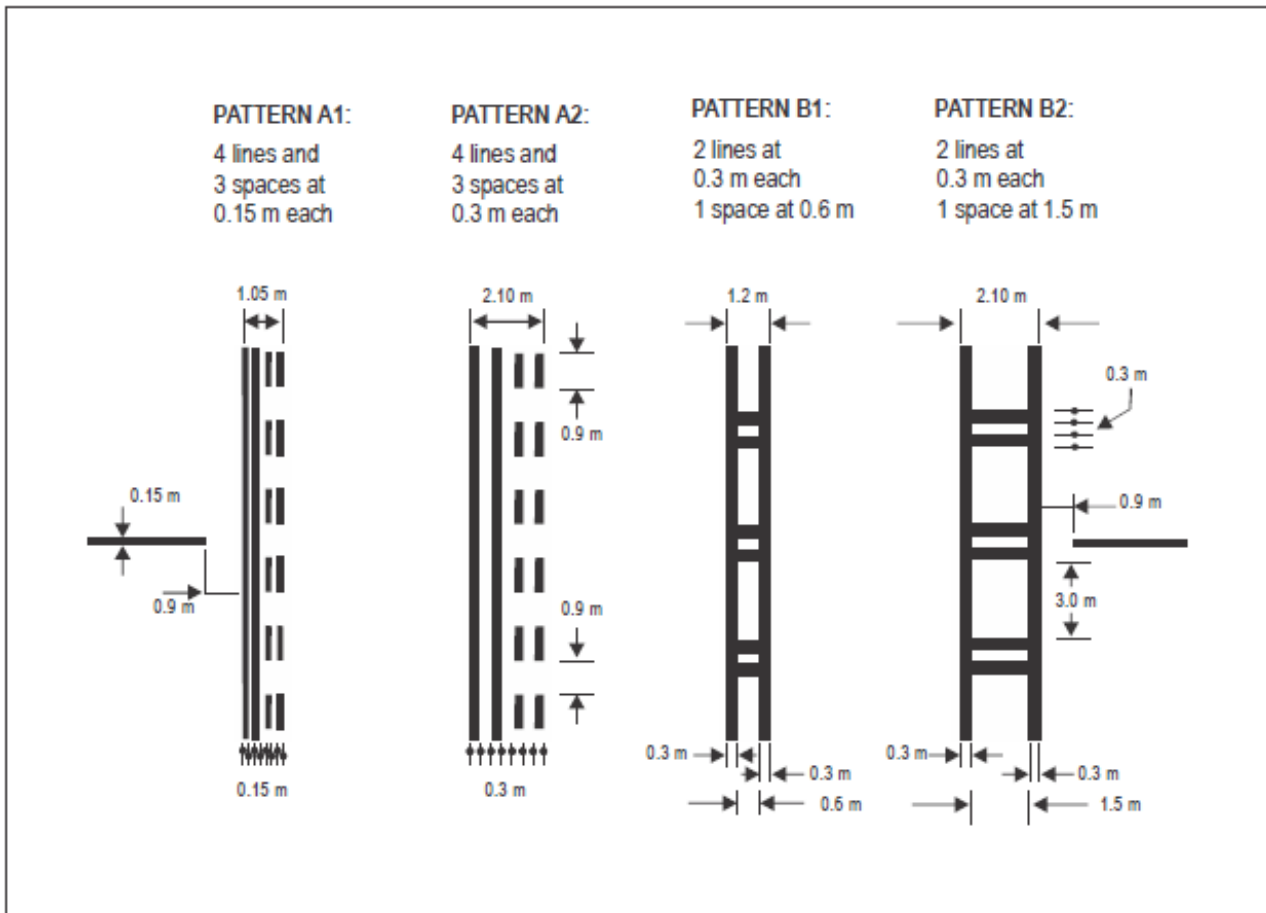 PATTERN A1:
4 lines and
3 spaces at
0.15 m each
PATTERN A2:
4 lines and
3 spaces at
0.3 m each
PATTERN B1:
2 lines at
0.3 m each
1 space at 0.6 m
PATTERN B2:
2 lines at
0.3 m each
1 space at 1.5 m
1.05 m
2.10 m
1.2 m
2.10 m
0.3 m
0.9 m
0.15 m
0.9 m
0.9 m
0.9 m
3.0 m
0.15 m
0.3 m
0.3 m
0.3 m
0.6 m
0.3 m
0.3 m
1.5 m